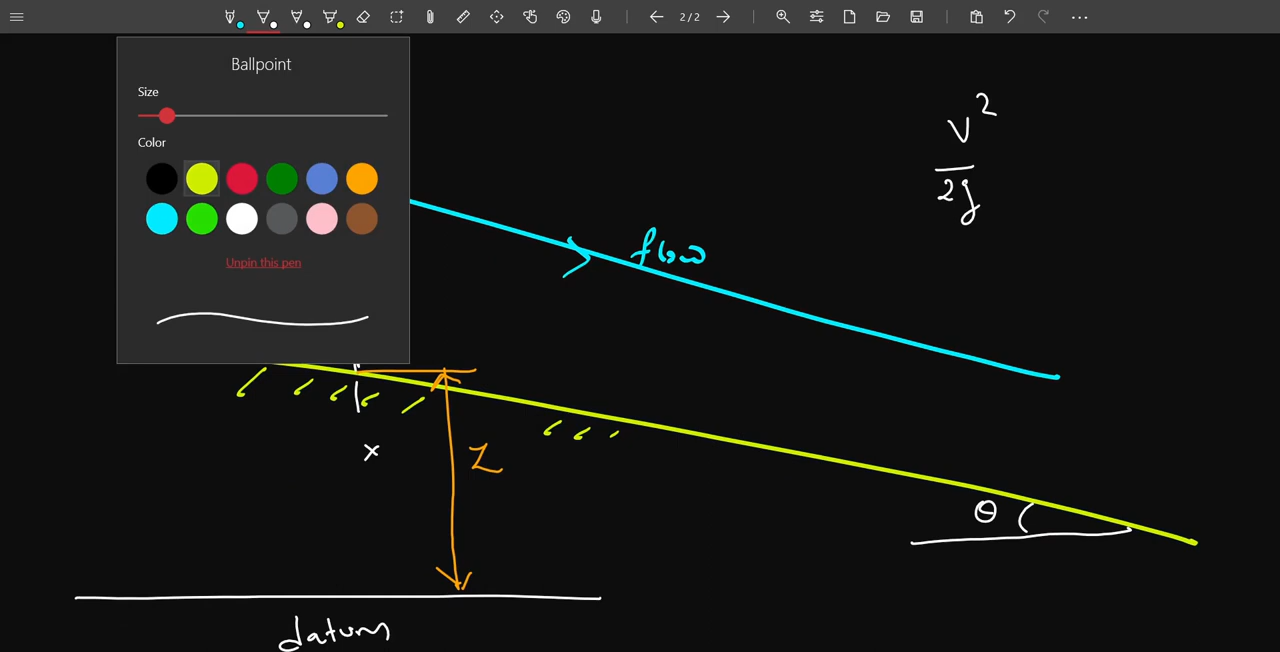 2/2
Ballpoint
Size
Color
Unpin this pen
v²
2g
flow
x
Z
θ
datum